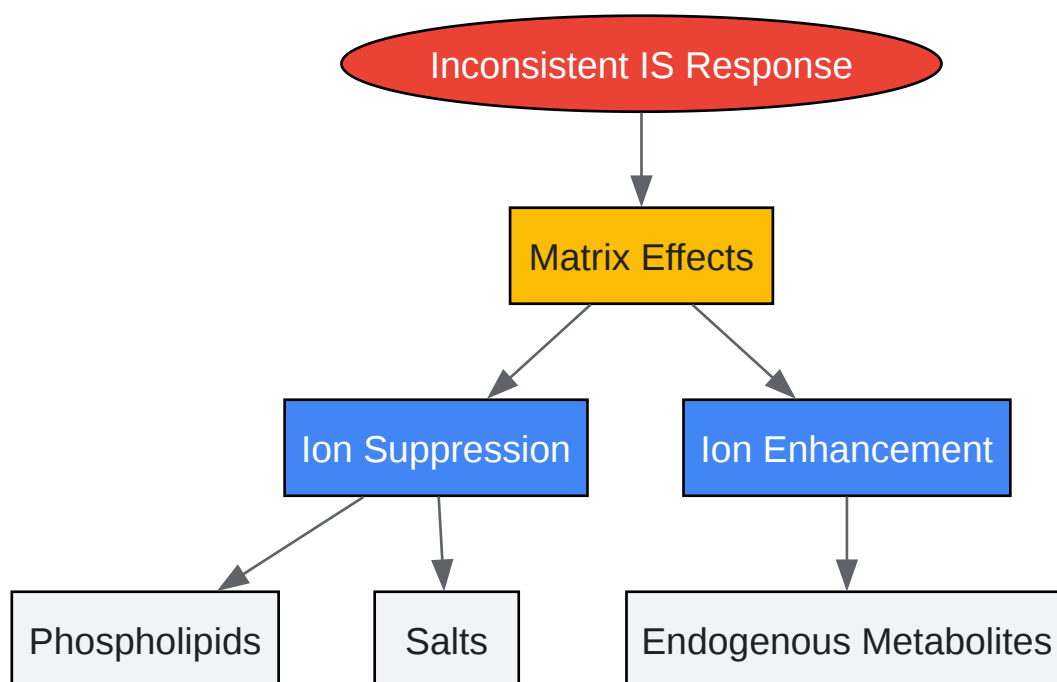 Inconsistent IS Response
Matrix Effects
Ion Suppression
Ion Enhancement
Phospholipids
Salts
Endogenous Metabolites